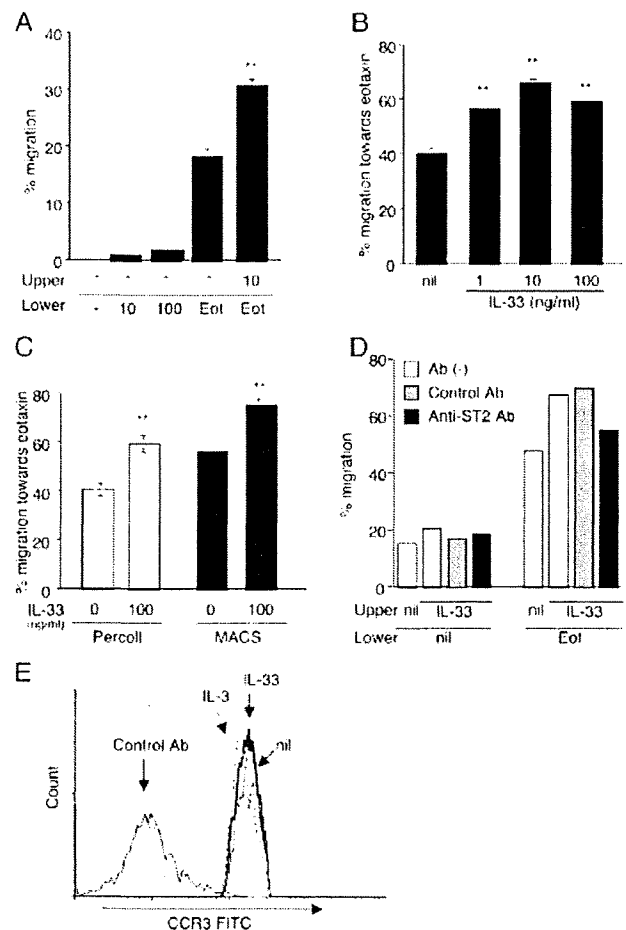 A
% migration
40
30
20
10
0
Upper - - - - 10
Lower - 10 100 Eot Eot
**
B
% migration towards eotaxin
80
60
40
20
0
** ** **
nil 1 10 100
IL-33 (ng/ml)
C
% migration towards eotaxin
80
60
40
20
0
** **
IL-33 0 100 0 100
(ng/ml)
Percoll MACS
D
% migration
80
60
40
20
0
Ab (-)
Control Ab
Anti-ST2 Ab
Upper nil IL-33 nil IL-33
Lower nil Eot
E
IL-33
IL-3
nil
Control Ab
Count
CCR3 FITC